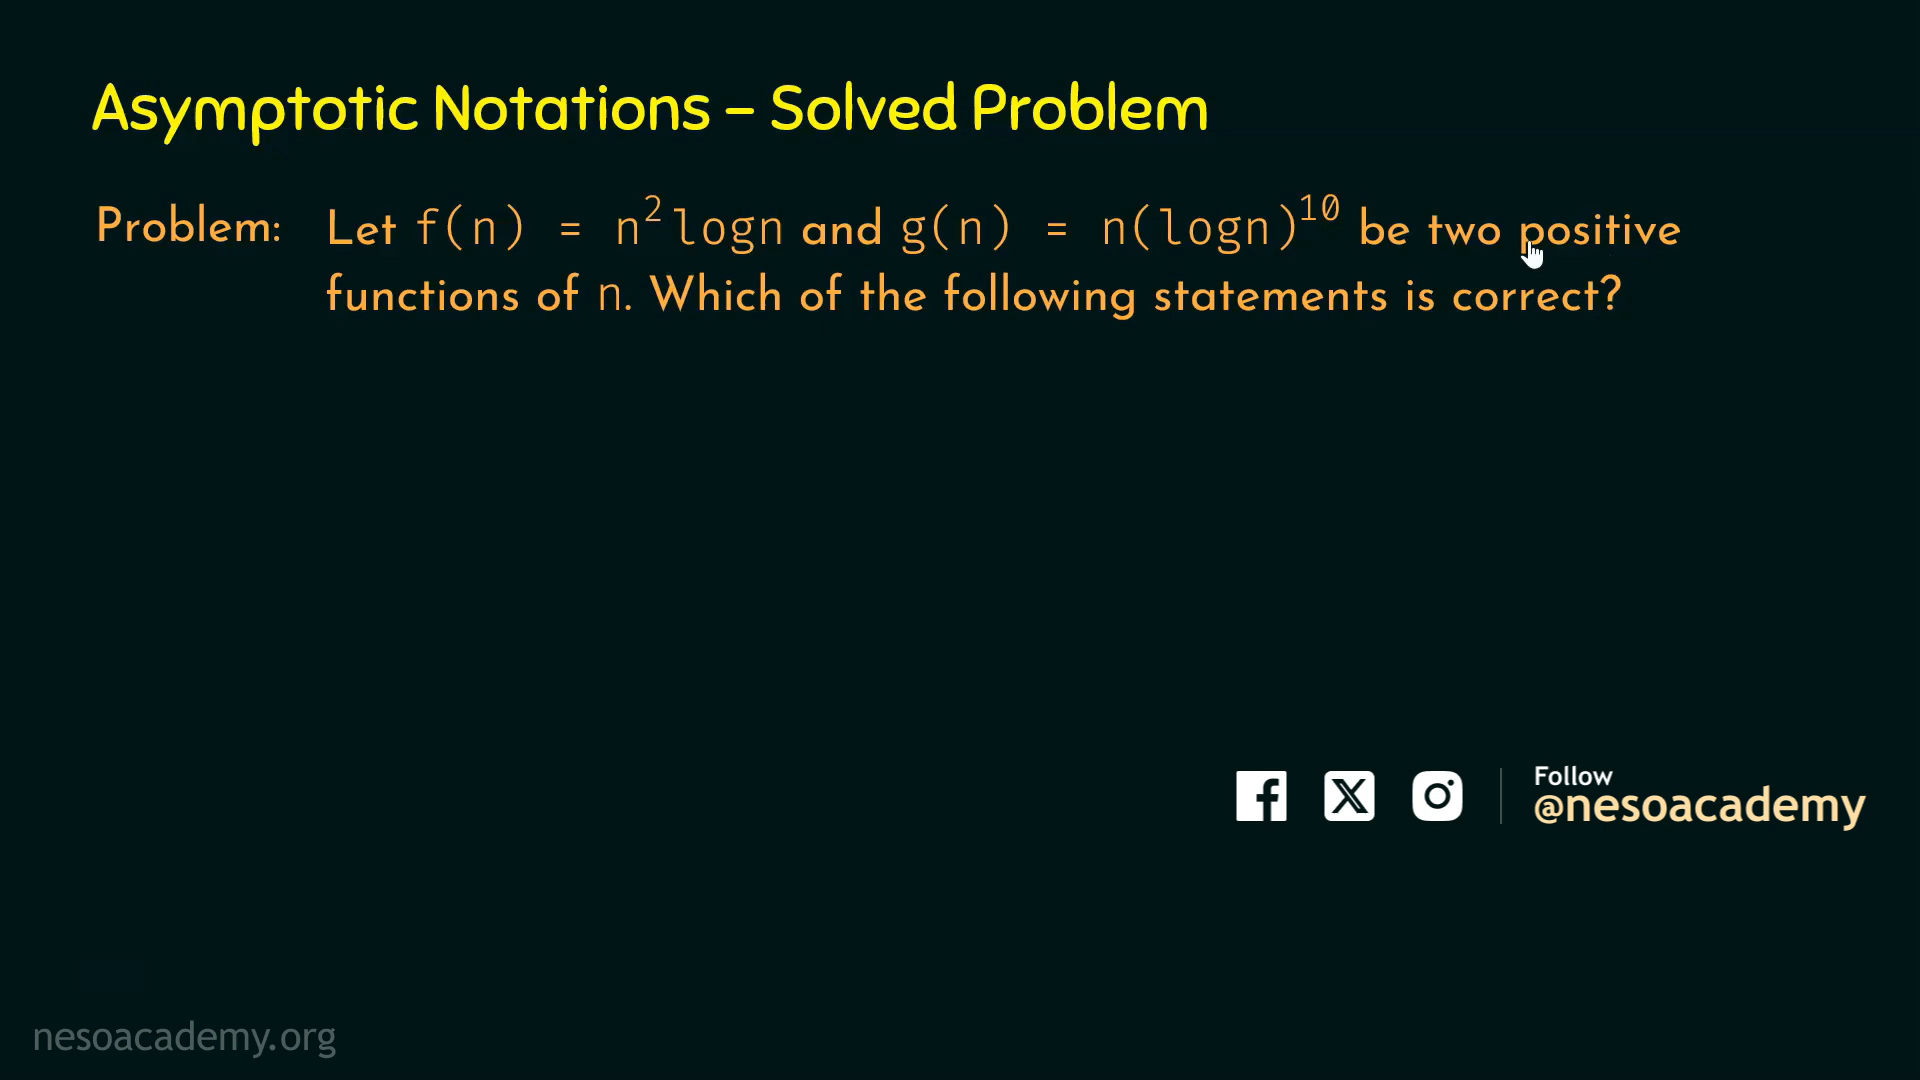 Asymptotic Notations – Solved Problem
Problem: Let f(n) = n²logn and g(n) = n(logn)¹⁰ be two positive
functions of n. Which of the following statements is correct?
Follow
@nesoacademy
nesoacademy.org